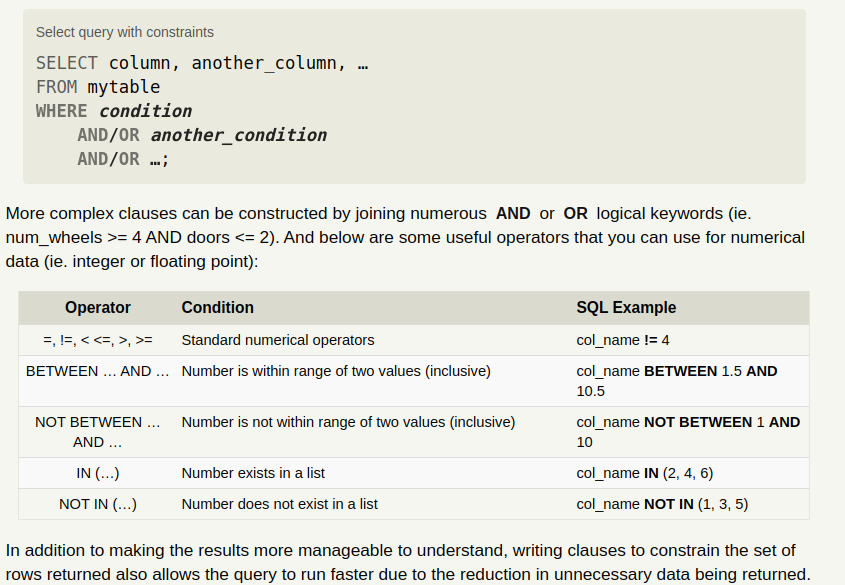 Select query with constraints
SELECT column, another_column, …
FROM mytable
WHERE condition
AND/OR another_condition
AND/OR …;
More complex clauses can be constructed by joining numerous AND or OR logical keywords (ie.
num_wheels >= 4 AND doors <= 2). And below are some useful operators that you can use for numerical
data (ie. integer or floating point):
Operator Condition SQL Example
=, !=, < <=, >, >= Standard numerical operators col_name != 4
BETWEEN … AND … Number is within range of two values (inclusive) col_name BETWEEN 1.5 AND
10.5
NOT BETWEEN … Number is not within range of two values (inclusive) col_name NOT BETWEEN 1 AND
AND … 10
IN (…) Number exists in a list col_name IN (2, 4, 6)
NOT IN (…) Number does not exist in a list col_name NOT IN (1, 3, 5)
In addition to making the results more manageable to understand, writing clauses to constrain the set of
rows returned also allows the query to run faster due to the reduction in unnecessary data being returned.